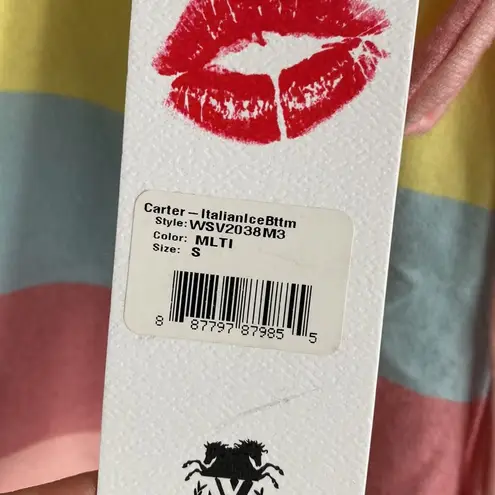 Carter—ItalianIceBttm
Style: WSV2038M3
Color: MLTI
Size: S
8 87797 87985 5
W